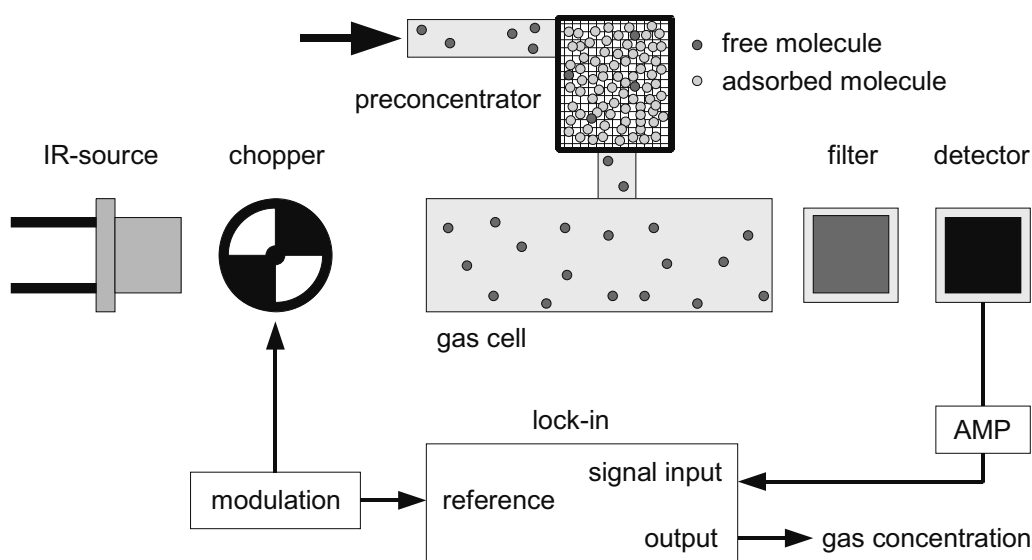 free molecule
adsorbed molecule
preconcentrator
IR-source
chopper
filter
detector
gas cell
lock-in
AMP
signal input
modulation
reference
output
gas concentration